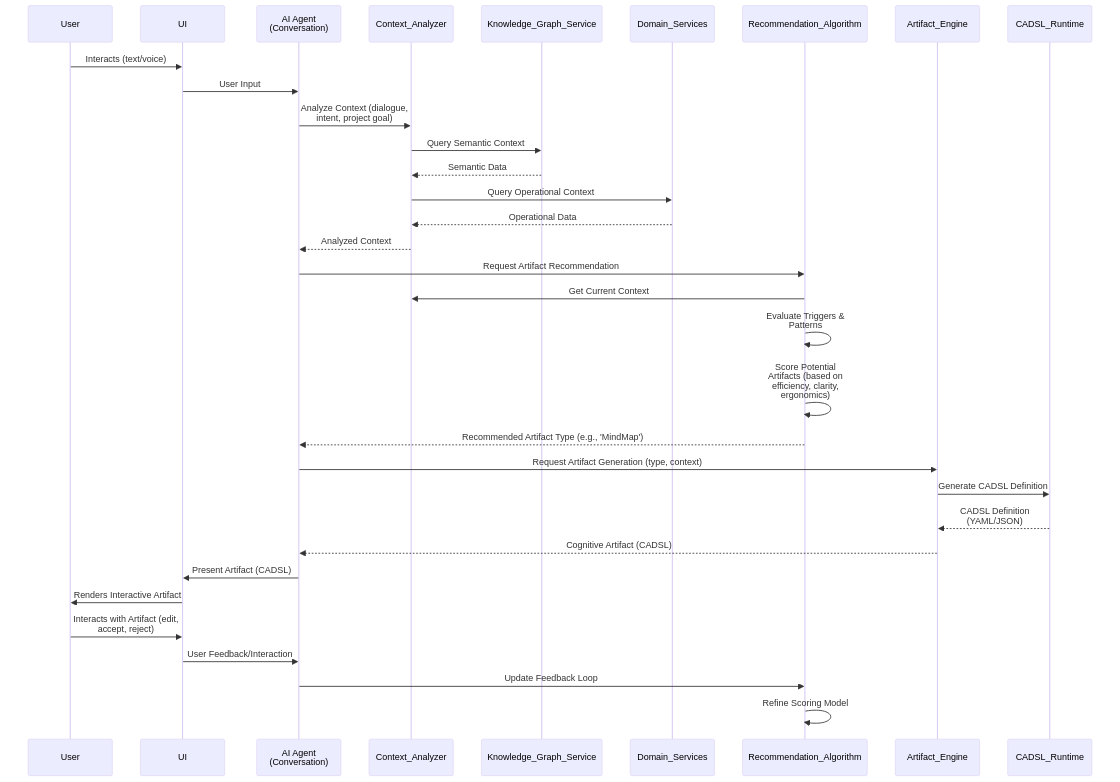 User
UI
AI Agent
(Conversation)
Context_Analyzer
Knowledge_Graph_Service
Domain_Services
Recommendation_Algorithm
Artifact_Engine
CADSL_Runtime
Interacts (text/voice)
User Input
Analyze Context (dialogue,
intent, project goal)
Query Semantic Context
Semantic Data
Query Operational Context
Operational Data
Analyzed Context
Request Artifact Recommendation
Get Current Context
Evaluate Triggers &
Patterns
Score Potential
Artifacts (based on
efficiency, clarity,
ergonomics)
Recommended Artifact Type (e.g., 'MindMap')
Request Artifact Generation (type, context)
Generate CADSL Definition
CADSL Definition
(YAML/JSON)
Cognitive Artifact (CADSL)
Present Artifact (CADSL)
Renders Interactive Artifact
Interacts with Artifact (edit,
accept, reject)
User Feedback/Interaction
Update Feedback Loop
Refine Scoring Model
User
UI
AI Agent
(Conversation)
Context_Analyzer
Knowledge_Graph_Service
Domain_Services
Recommendation_Algorithm
Artifact_Engine
CADSL_Runtime